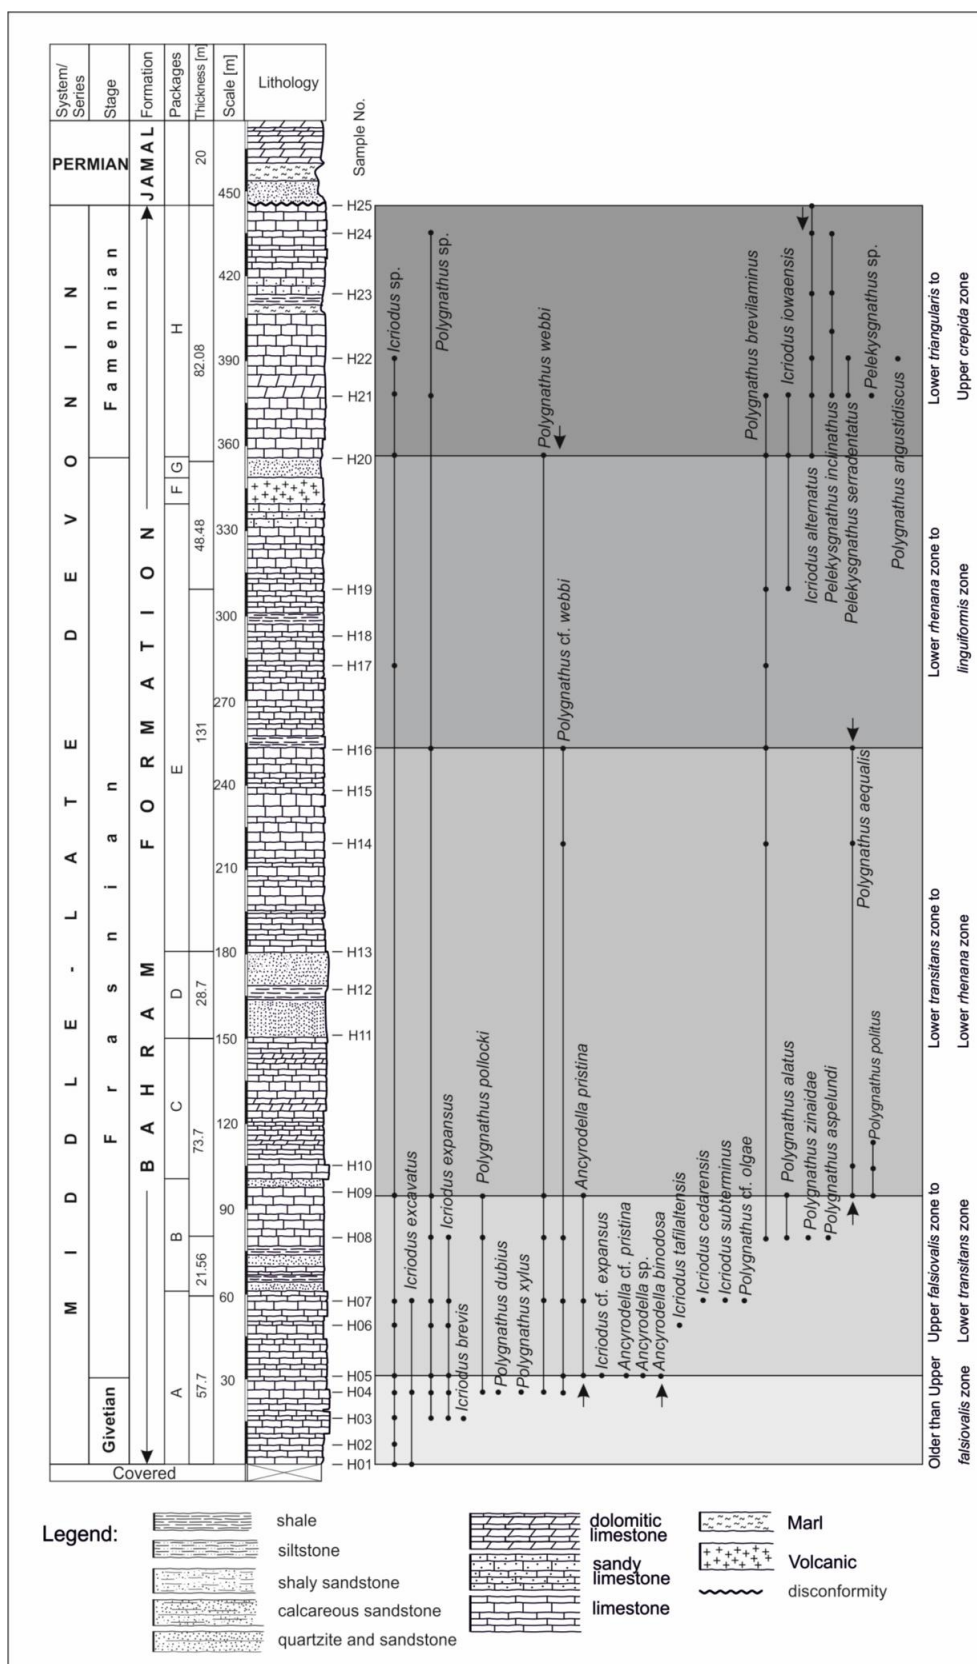 System/
Series
Stage
Formation
Packages
Thickness [m]
Scale [m]
Lithology
Sample No.
PERMIAN
JAMAL
20
MIDDLE-LATE DEVONININ
Famennian
Frasnian
Givetian
BAHRAM FORMATION
H
G
F
E
D
C
B
A
82.08
48.48
131
28.7
73.7
21.56
57.7
450
420
390
360
330
300
270
240
210
180
150
120
90
60
30
Covered
H25
H24
H23
H22
H21
H20
H19
H18
H17
H16
H15
H14
H13
H12
H11
H10
H09
H08
H07
H06
H05
H04
H03
H02
H01
Icriodus sp.
Icriodus excavatus
Polygnathus sp.
Icriodus expansus
Icriodus brevis
Polygnathus pollocki
Polygnathus dubius
Polygnathus xylus
Polygnathus webbi
Polygnathus cf. webbi
Ancyrodella pristina
Icriodus cf. expansus
Ancyrodella cf. pristina
Ancyrodella sp.
Ancyrodella binodosa
Icriodus tafilaltensis
Icriodus cedarensis
Icriodus subterminus
Polygnathus cf. olgae
Polygnathus brevilaminus
Polygnathus alatus
Icriodus iowaensis
Polygnathus zinaidae
Icriodus alternatus
Polygnathus aspelundi
Pelekysgnathus inclinatus
Pelekysgnathus serradentatus
Polygnathus aequalis
Polygnathus politus
Pelekysgnathus sp.
Polygnathus angustidiscus
Lower triangularis to
Upper crepida zone
Lower rhenana zone to
linguiformis zone
Lower transitans zone to
Lower rhenana zone
Upper falsiovalis zone to
Lower transitans zone
Older than Upper
falsiovalis zone
Legend:
shale
siltstone
shaly sandstone
calcareous sandstone
quartzite and sandstone
dolomitic
limestone
sandy
limestone
limestone
Marl
Volcanic
disconformity